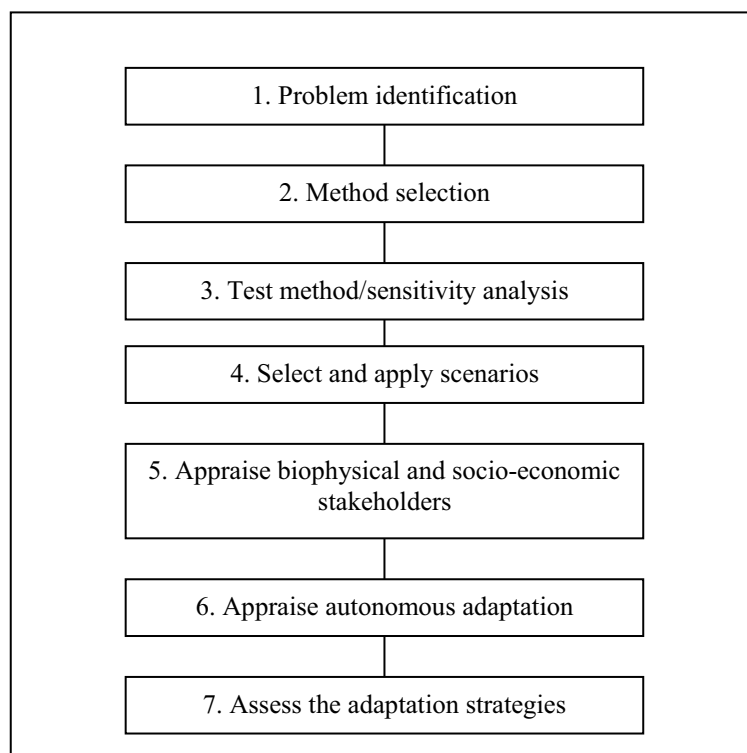 1. Problem identification
2. Method selection
3. Test method/sensitivity analysis
4. Select and apply scenarios
5. Appraise biophysical and socio-economic
stakeholders
6. Appraise autonomous adaptation
7. Assess the adaptation strategies